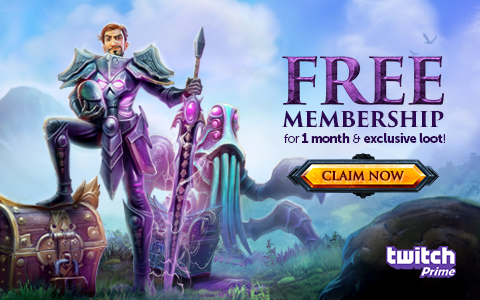 FREE
MEMBERSHIP
for 1 month & exclusive loot!
CLAIM NOW
twitch
Prime